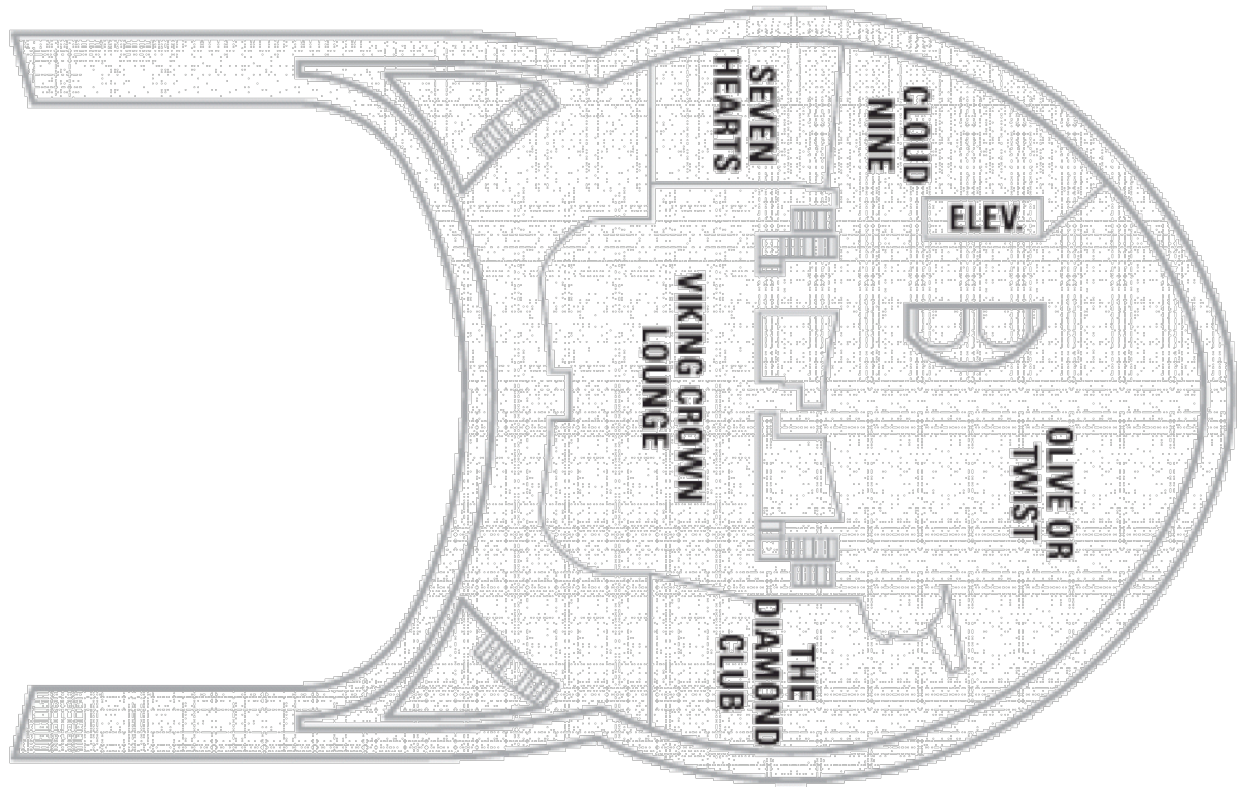 SEVEN
HEARTS
CLOUD
NINE
ELEV.
VIKING CROWN
LOUNGE
OLIVE OR
TWIST
THE
DIAMOND
CLUB